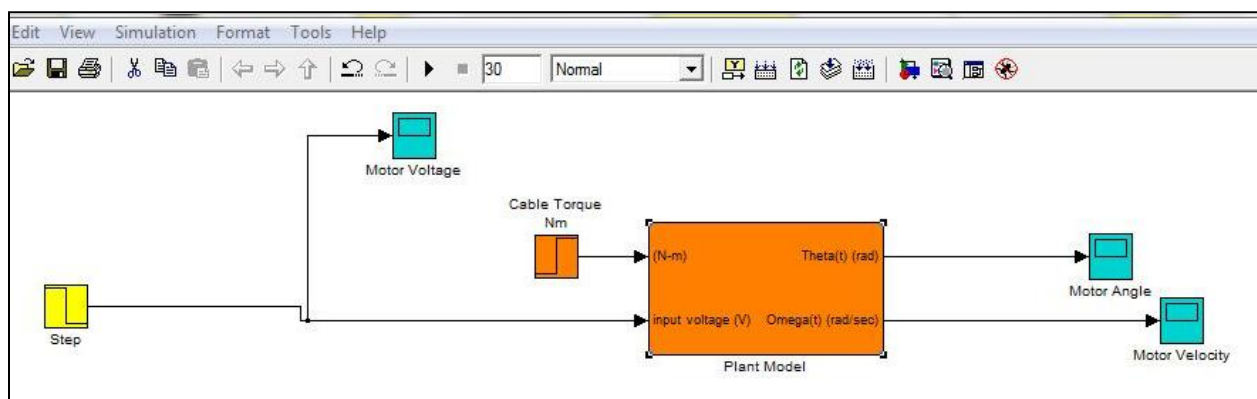 Edit View Simulation Format Tools Help
30 Normal
Motor Voltage
Cable Torque
Nm
(N-m) Theta(t) (rad)
Motor Angle
Step
input voltage (V) Omega(t) (rad/sec)
Motor Velocity
Plant Model